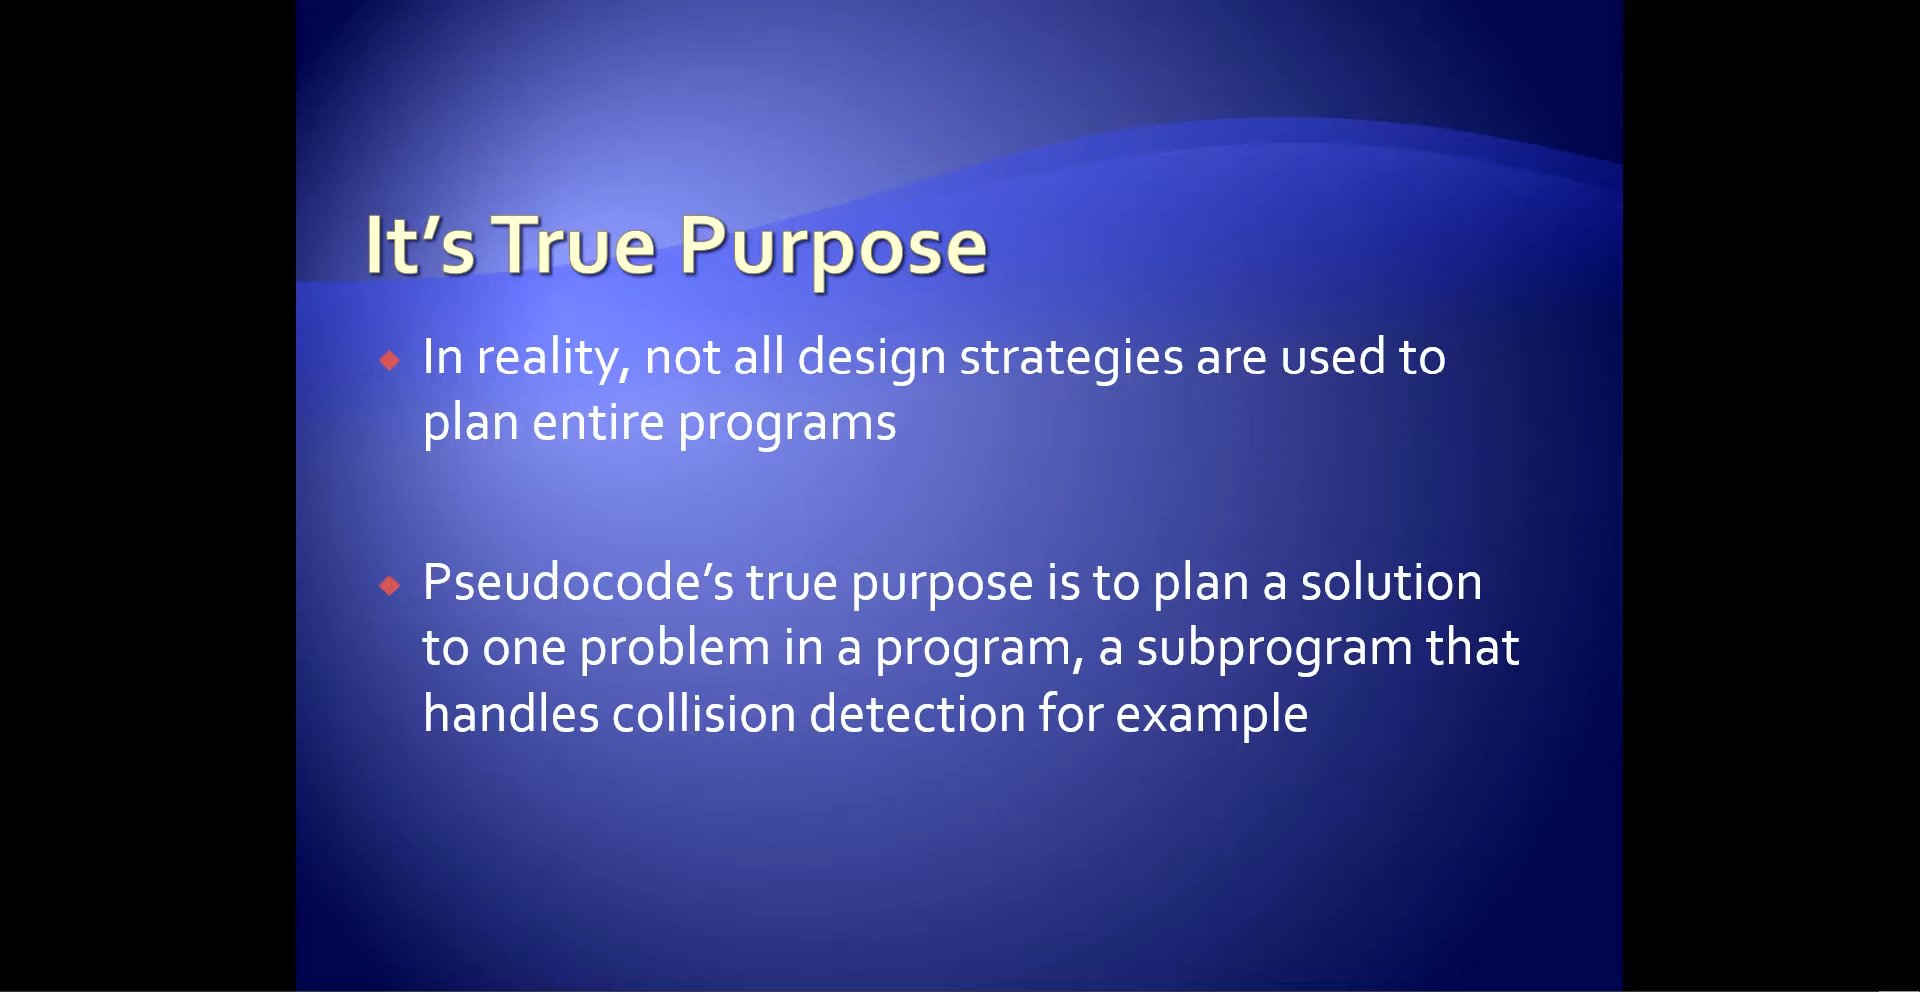 It’s True Purpose
In reality, not all design strategies are used to
plan entire programs
Pseudocode’s true purpose is to plan a solution
to one problem in a program, a subprogram that
handles collision detection for example